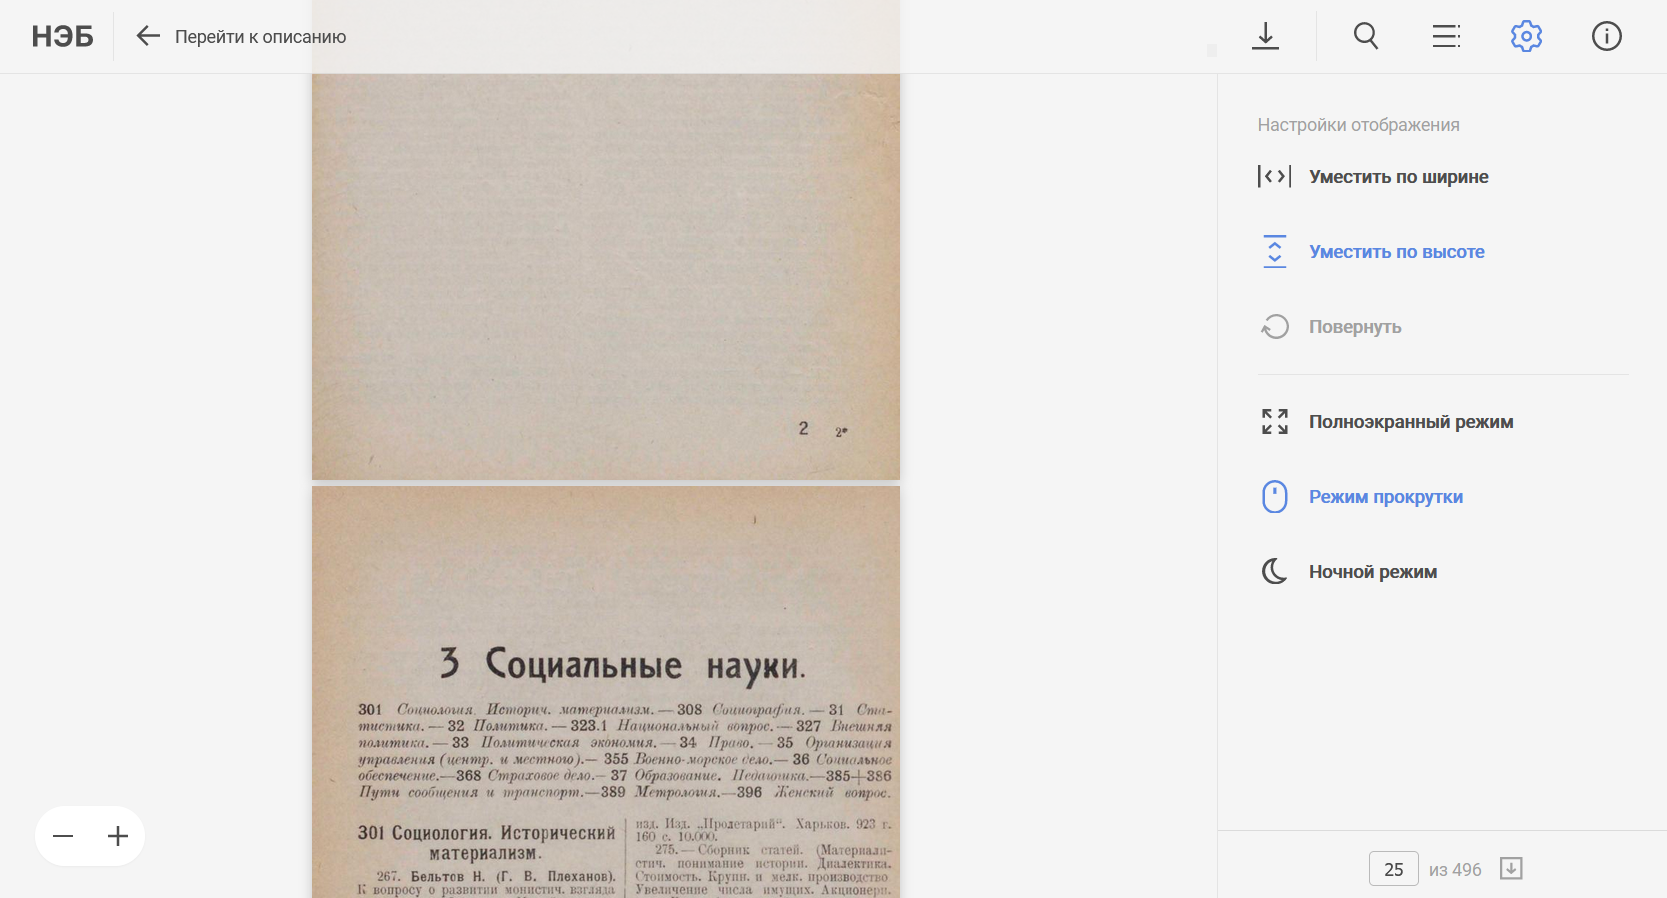 НЭБ
Перейти к описанию
2 2*
3 Социальные науки.
301 Социология. Историч. материализм. — 308 Социография. — 31 Ста-
тистика. — 32 Политика. — 323.1 Национальный вопрос. — 327 Внешняя
политика. — 33 Политическая экономия. — 34 Право. — 35 Организация
управления (центр. и местного).— 355 Военно-морское дело.— 36 Социальное
обеспечение.—368 Страховое дело.— 37 Образование. Педагогика.—385+386
Пути сообщения и транспорт.—389 Метрология.—396 Женский вопрос.
301 Социология. Исторический
материализм.
267. Бельтов Н. (Г. В. Плеханов).
К вопросу о развитии монистич. взгляда
изд. Изд. „Пролетарий“. Харьков. 923 г.
160 с. 10.000.
275. — Сборник статей. (Материали-
стич. понимание истории. Диалектика.
Стоимость. Крупн. и мелк. производство
Увеличение числа имущих. Акционерн.
Настройки отображения
Уместить по ширине
Уместить по высоте
Повернуть
Полноэкранный режим
Режим прокрутки
Ночной режим
25 из 496